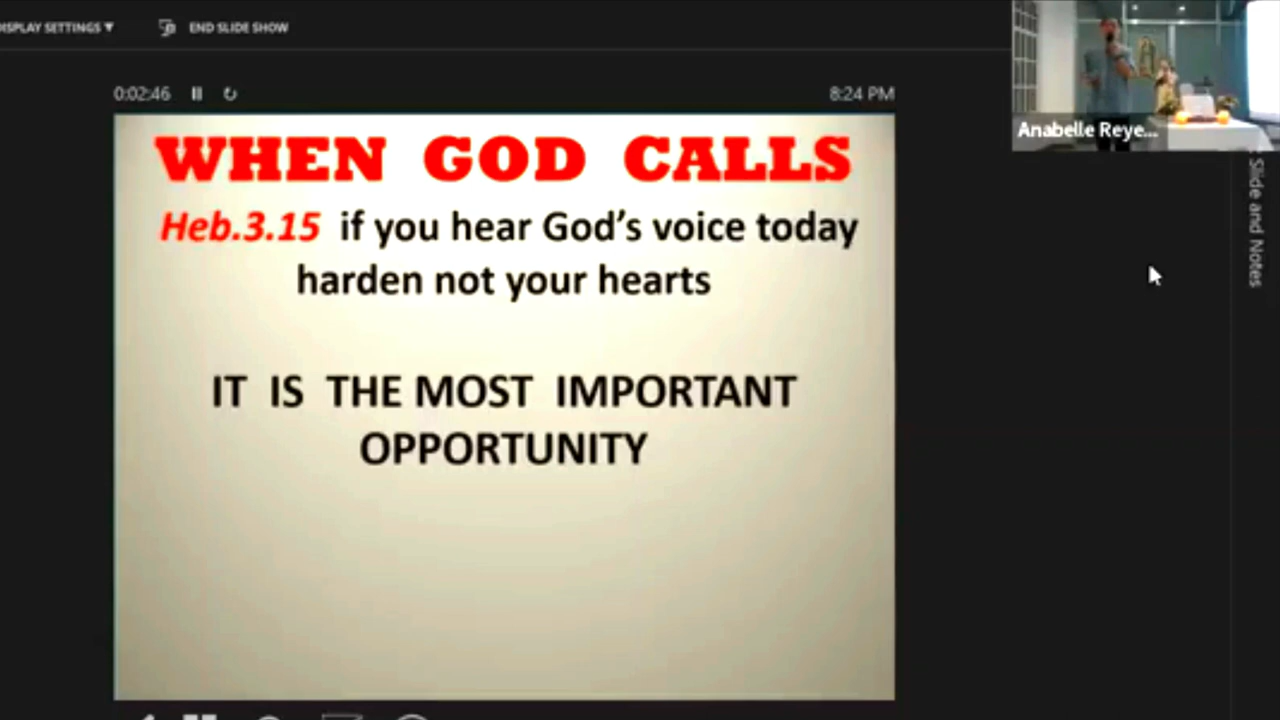 DISPLAY SETTINGS ▼ END SLIDE SHOW
0:02:46 8:24 PM
WHEN GOD CALLS
Heb.3.15 if you hear God’s voice today
harden not your hearts
IT IS THE MOST IMPORTANT
OPPORTUNITY
Anabelle Reye...
Slide and Notes